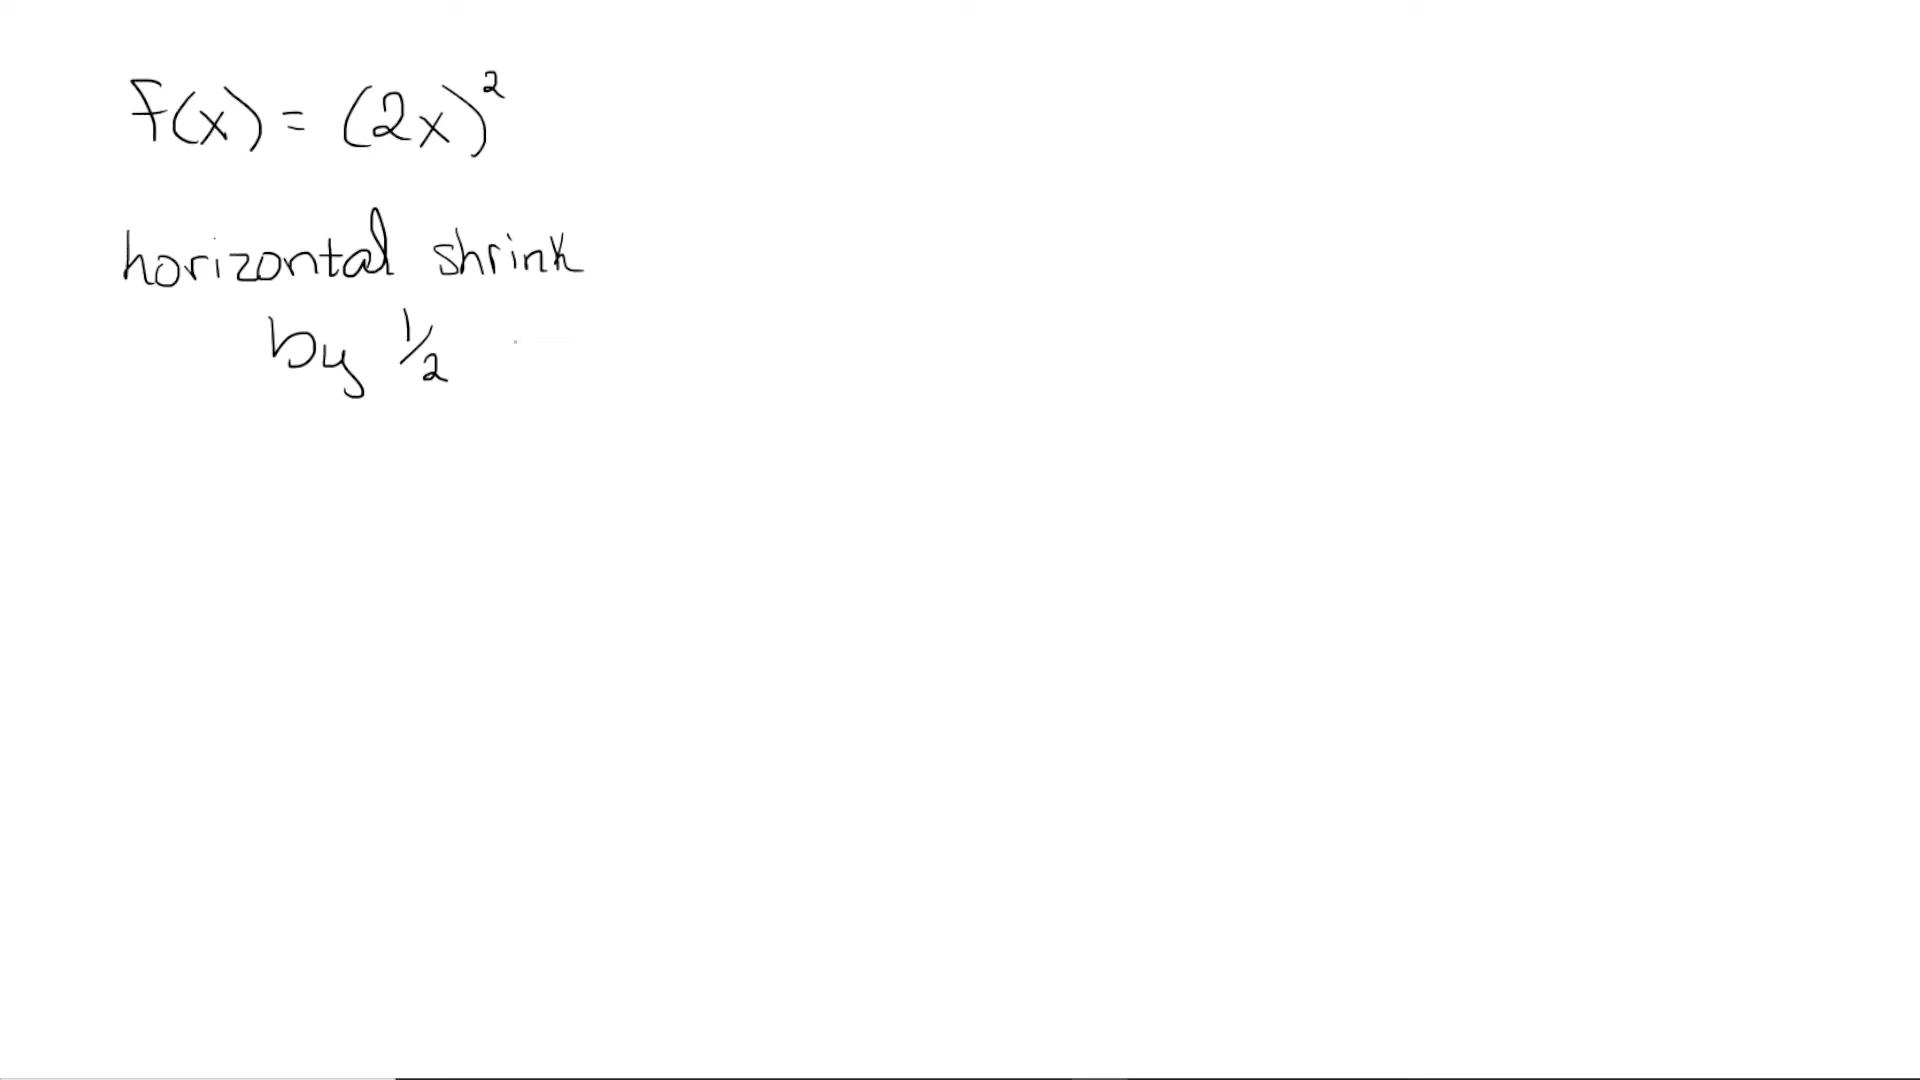 f(x) = (2x)²
horizontal shrink
by 1/2